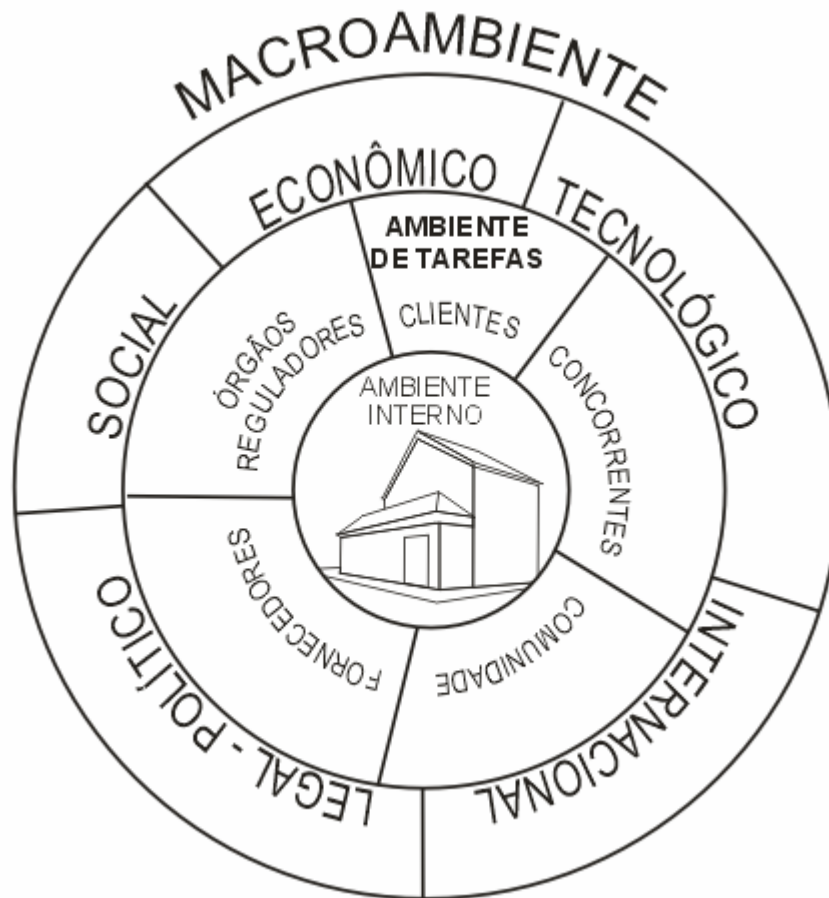 MACROAMBIENTE
ECONÔMICO
TECNOLÓGICO
INTERNACIONAL
LEGAL - POLÍTICO
SOCIAL
AMBIENTE
DE TAREFAS
CLIENTES
CONCORRENTES
COMUNIDADE
FORNECEDORES
ÓRGÃOS
REGULADORES
AMBIENTE
INTERNO